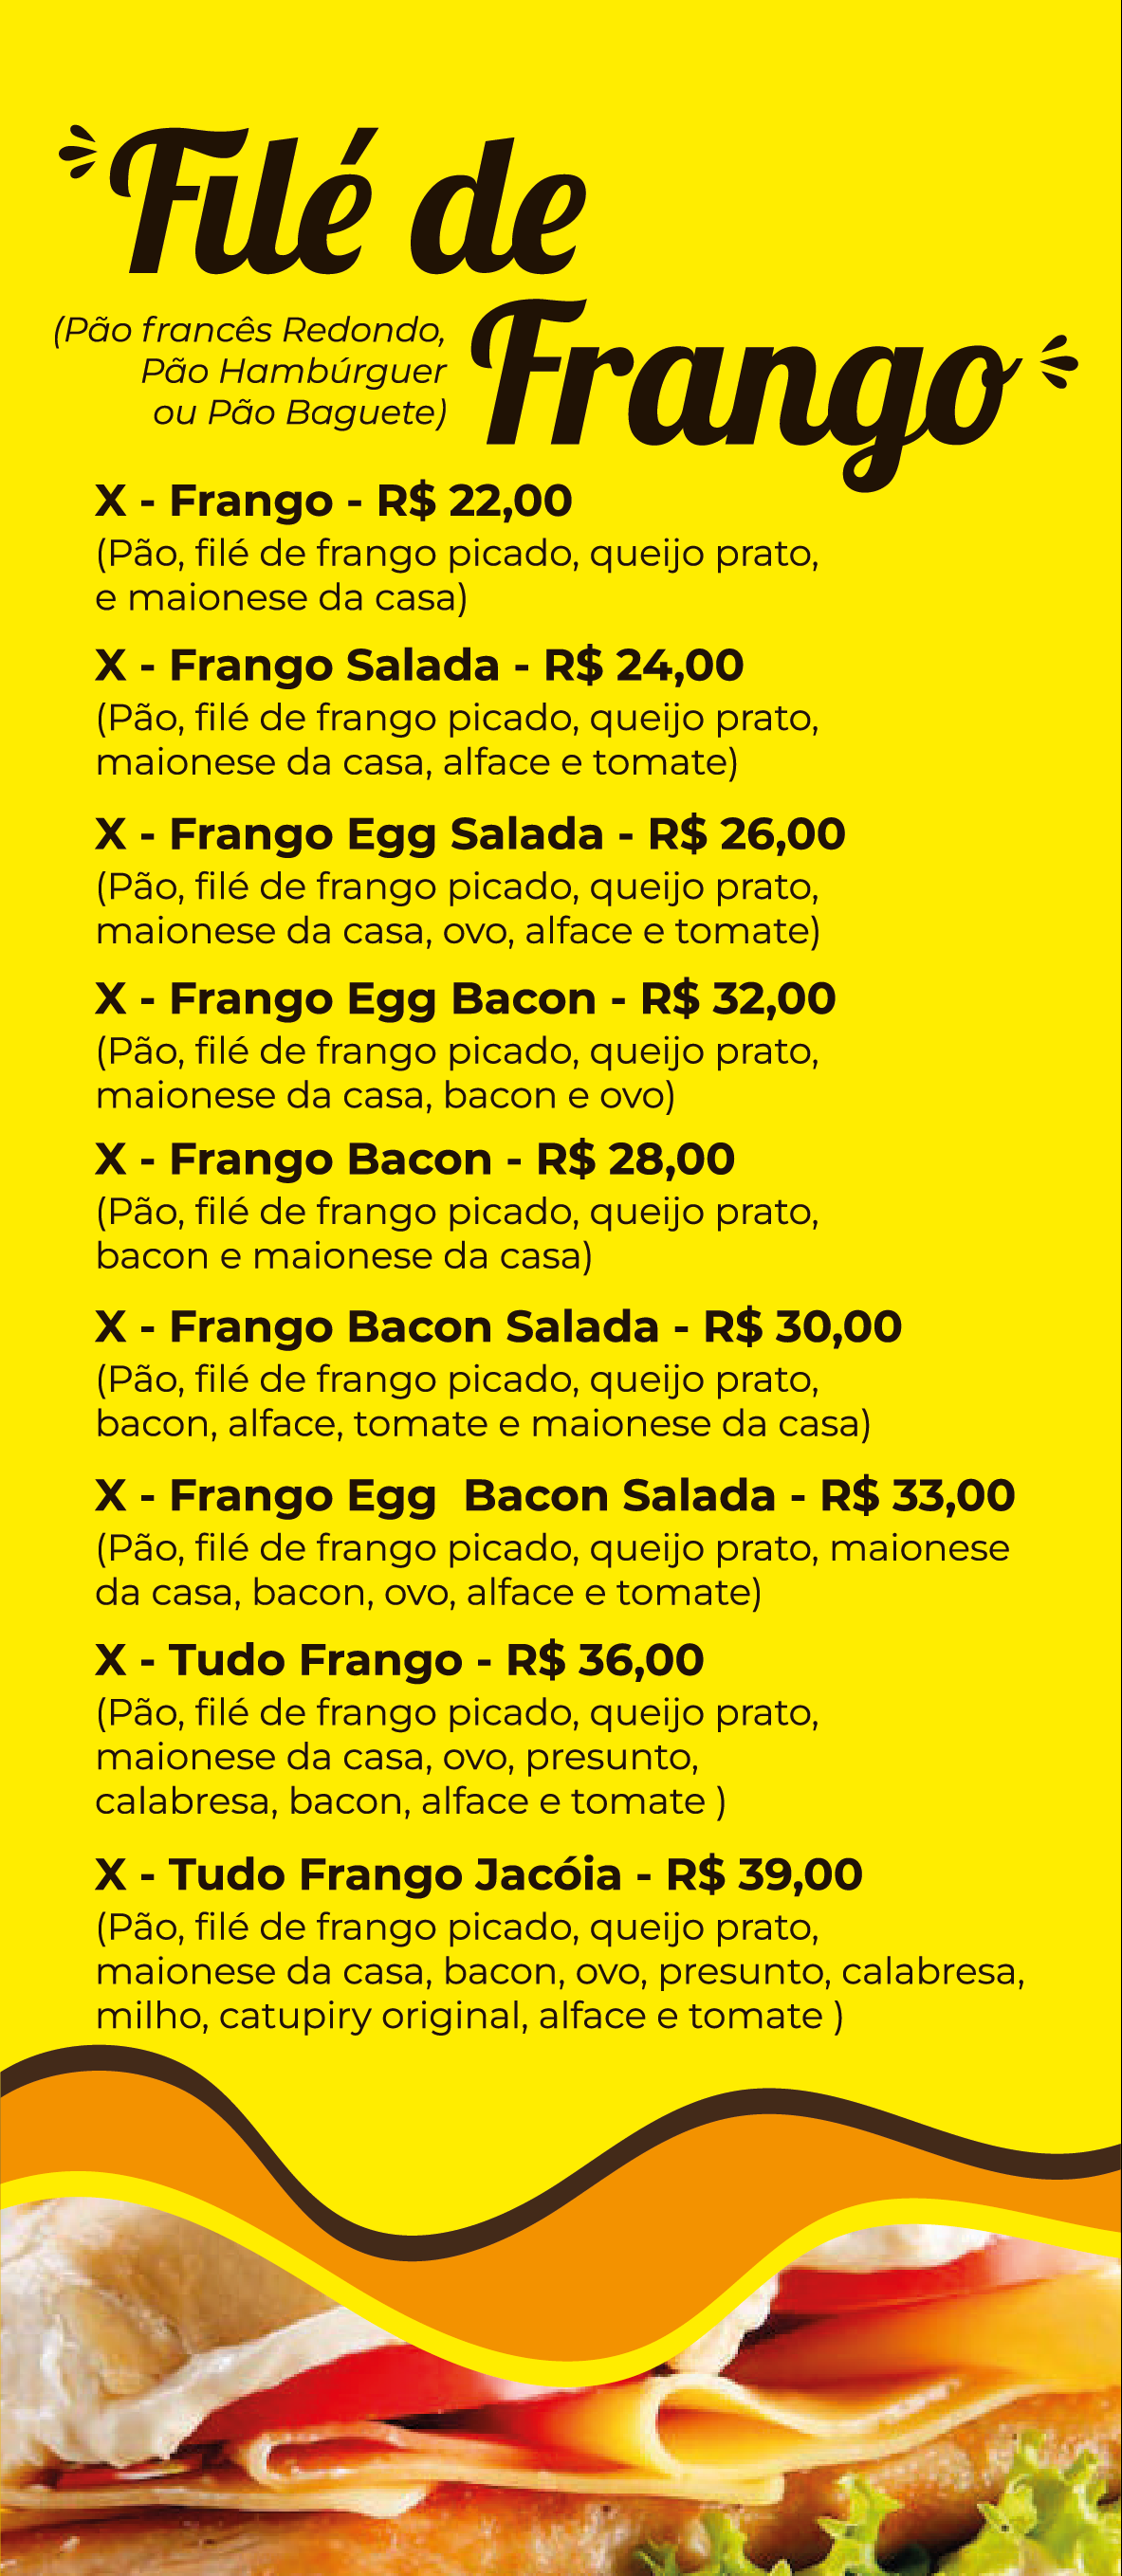 Filé de
Frango
(Pão francês Redondo,
Pão Hambúrguer
ou Pão Baguete)
X - Frango - R$ 22,00
(Pão, filé de frango picado, queijo prato,
e maionese da casa)
X - Frango Salada - R$ 24,00
(Pão, filé de frango picado, queijo prato,
maionese da casa, alface e tomate)
X - Frango Egg Salada - R$ 26,00
(Pão, filé de frango picado, queijo prato,
maionese da casa, ovo, alface e tomate)
X - Frango Egg Bacon - R$ 32,00
(Pão, filé de frango picado, queijo prato,
maionese da casa, bacon e ovo)
X - Frango Bacon - R$ 28,00
(Pão, filé de frango picado, queijo prato,
bacon e maionese da casa)
X - Frango Bacon Salada - R$ 30,00
(Pão, filé de frango picado, queijo prato,
bacon, alface, tomate e maionese da casa)
X - Frango Egg  Bacon Salada - R$ 33,00
(Pão, filé de frango picado, queijo prato, maionese
da casa, bacon, ovo, alface e tomate)
X - Tudo Frango - R$ 36,00
(Pão, filé de frango picado, queijo prato,
maionese da casa, ovo, presunto,
calabresa, bacon, alface e tomate )
X - Tudo Frango Jacóia - R$ 39,00
(Pão, filé de frango picado, queijo prato,
maionese da casa, bacon, ovo, presunto, calabresa,
milho, catupiry original, alface e tomate )